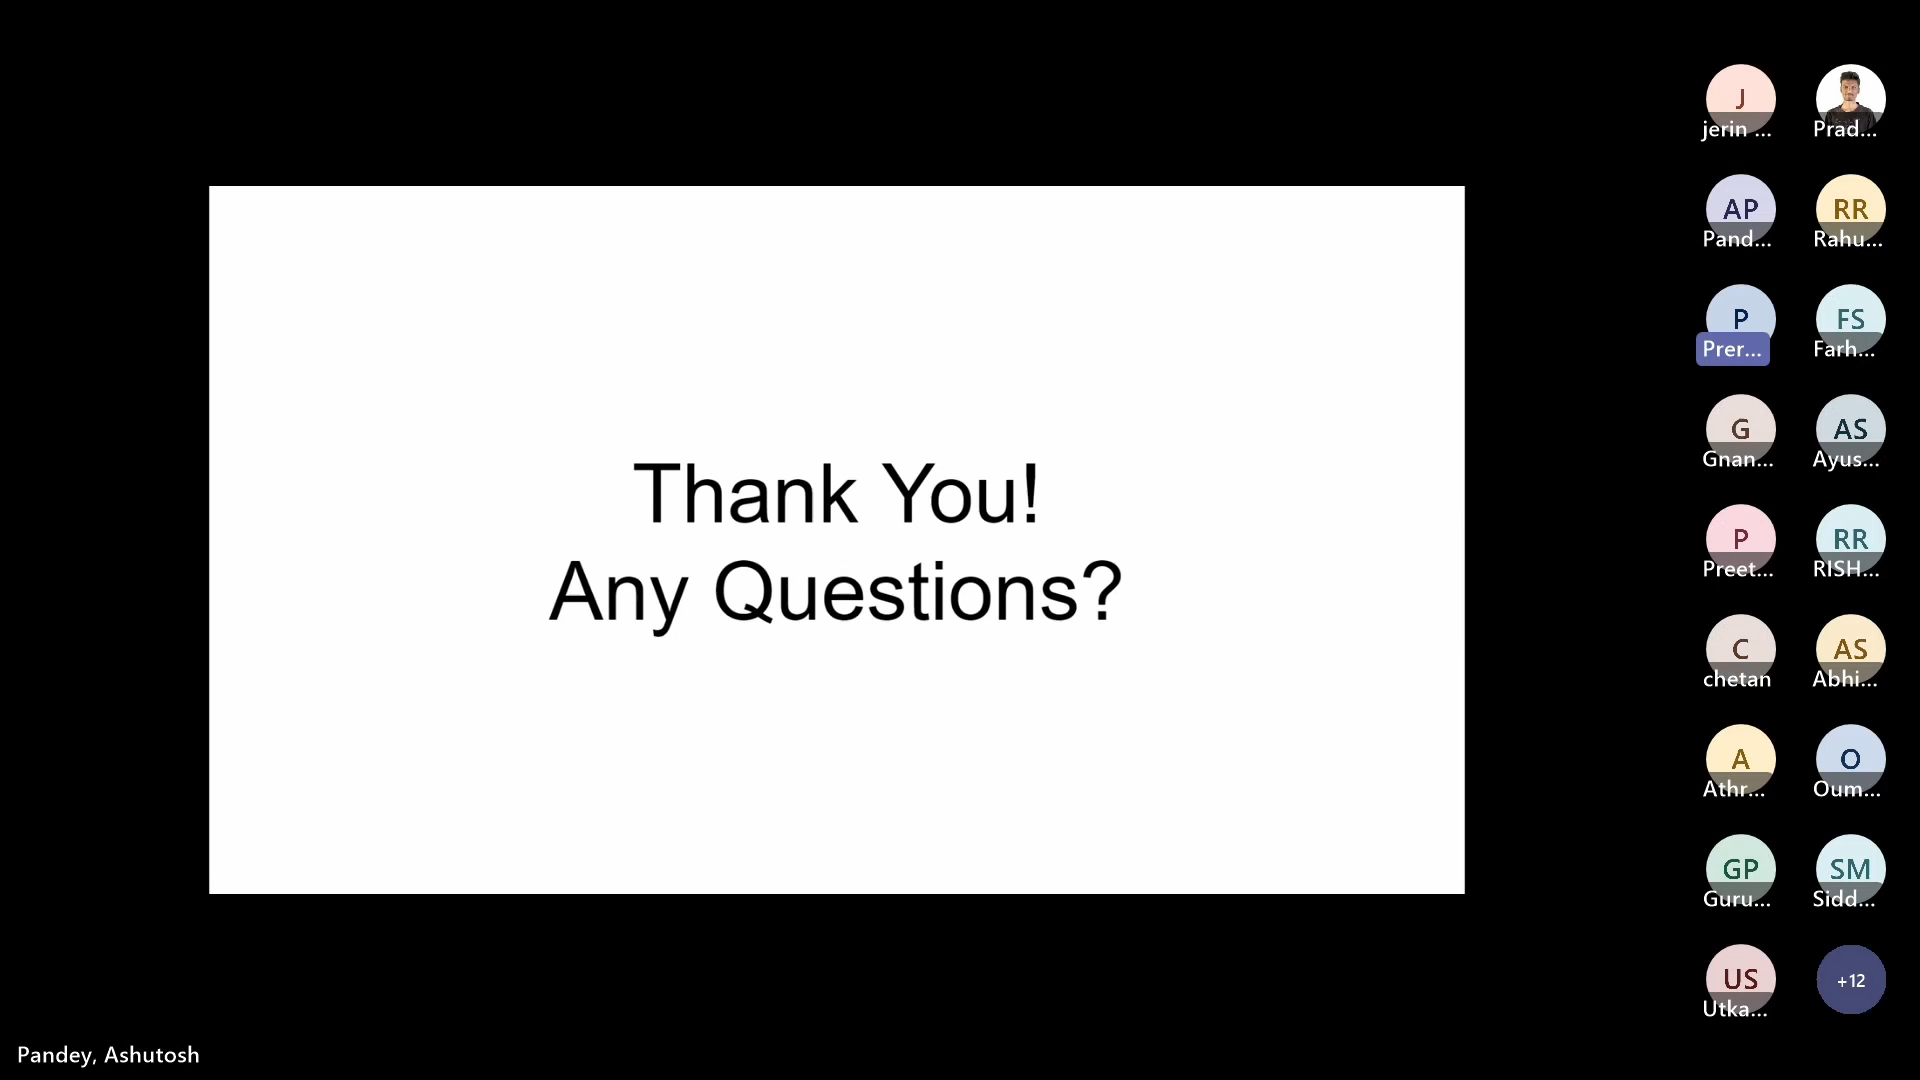 Thank You!
Any Questions?
J
jerin ...
Prad...
AP
Pand...
RR
Rahu...
P
Prer...
FS
Farh...
G
Gnan...
AS
Ayus...
P
Preet...
RR
RISH...
C
chetan
AS
Abhi...
A
Athr...
O
Oum...
GP
Guru...
SM
Sidd...
US
Utka...
+12
Pandey, Ashutosh